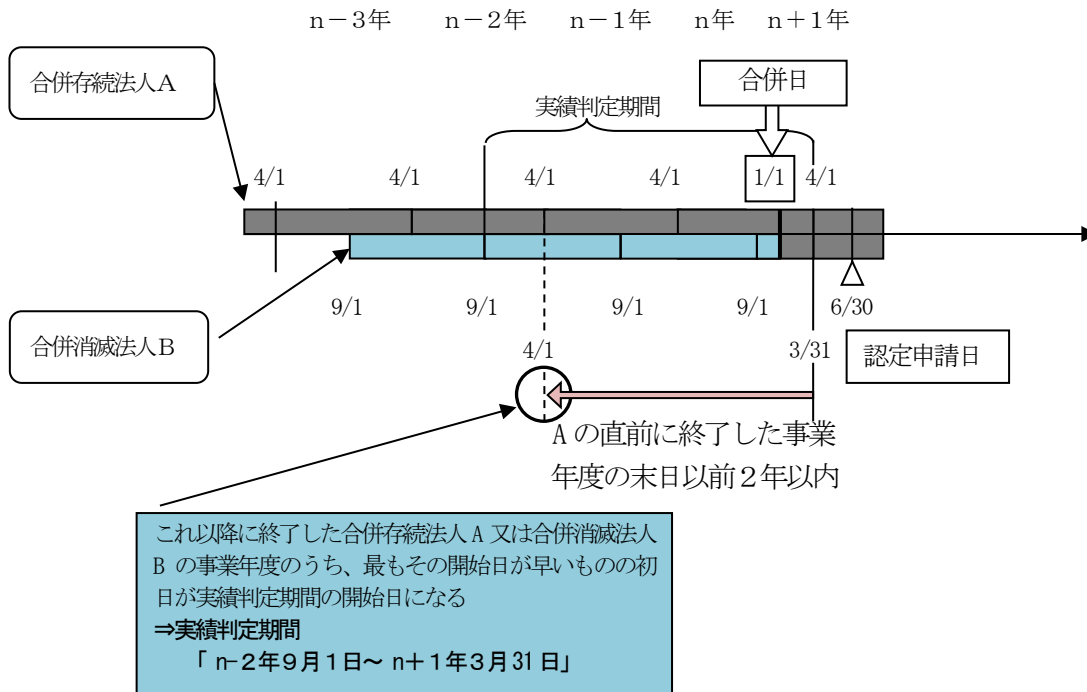 n－3年 n－2年 n－1年 n年 n＋1年
合併存続法人A
合併日
実績判定期間
4/1 4/1 4/1 4/1 1/1 4/1
9/1 9/1 9/1 9/1 6/30
合併消滅法人B
4/1 3/31 認定申請日
A の直前に終了した事業
年度の末日以前２年以内
これ以降に終了した合併存続法人 A 又は合併消滅法人
B の事業年度のうち、最もその開始日が早いものの初
日が実績判定期間の開始日になる
⇒実績判定期間
「 n-２年９月１日～ n＋１年３月31 日」